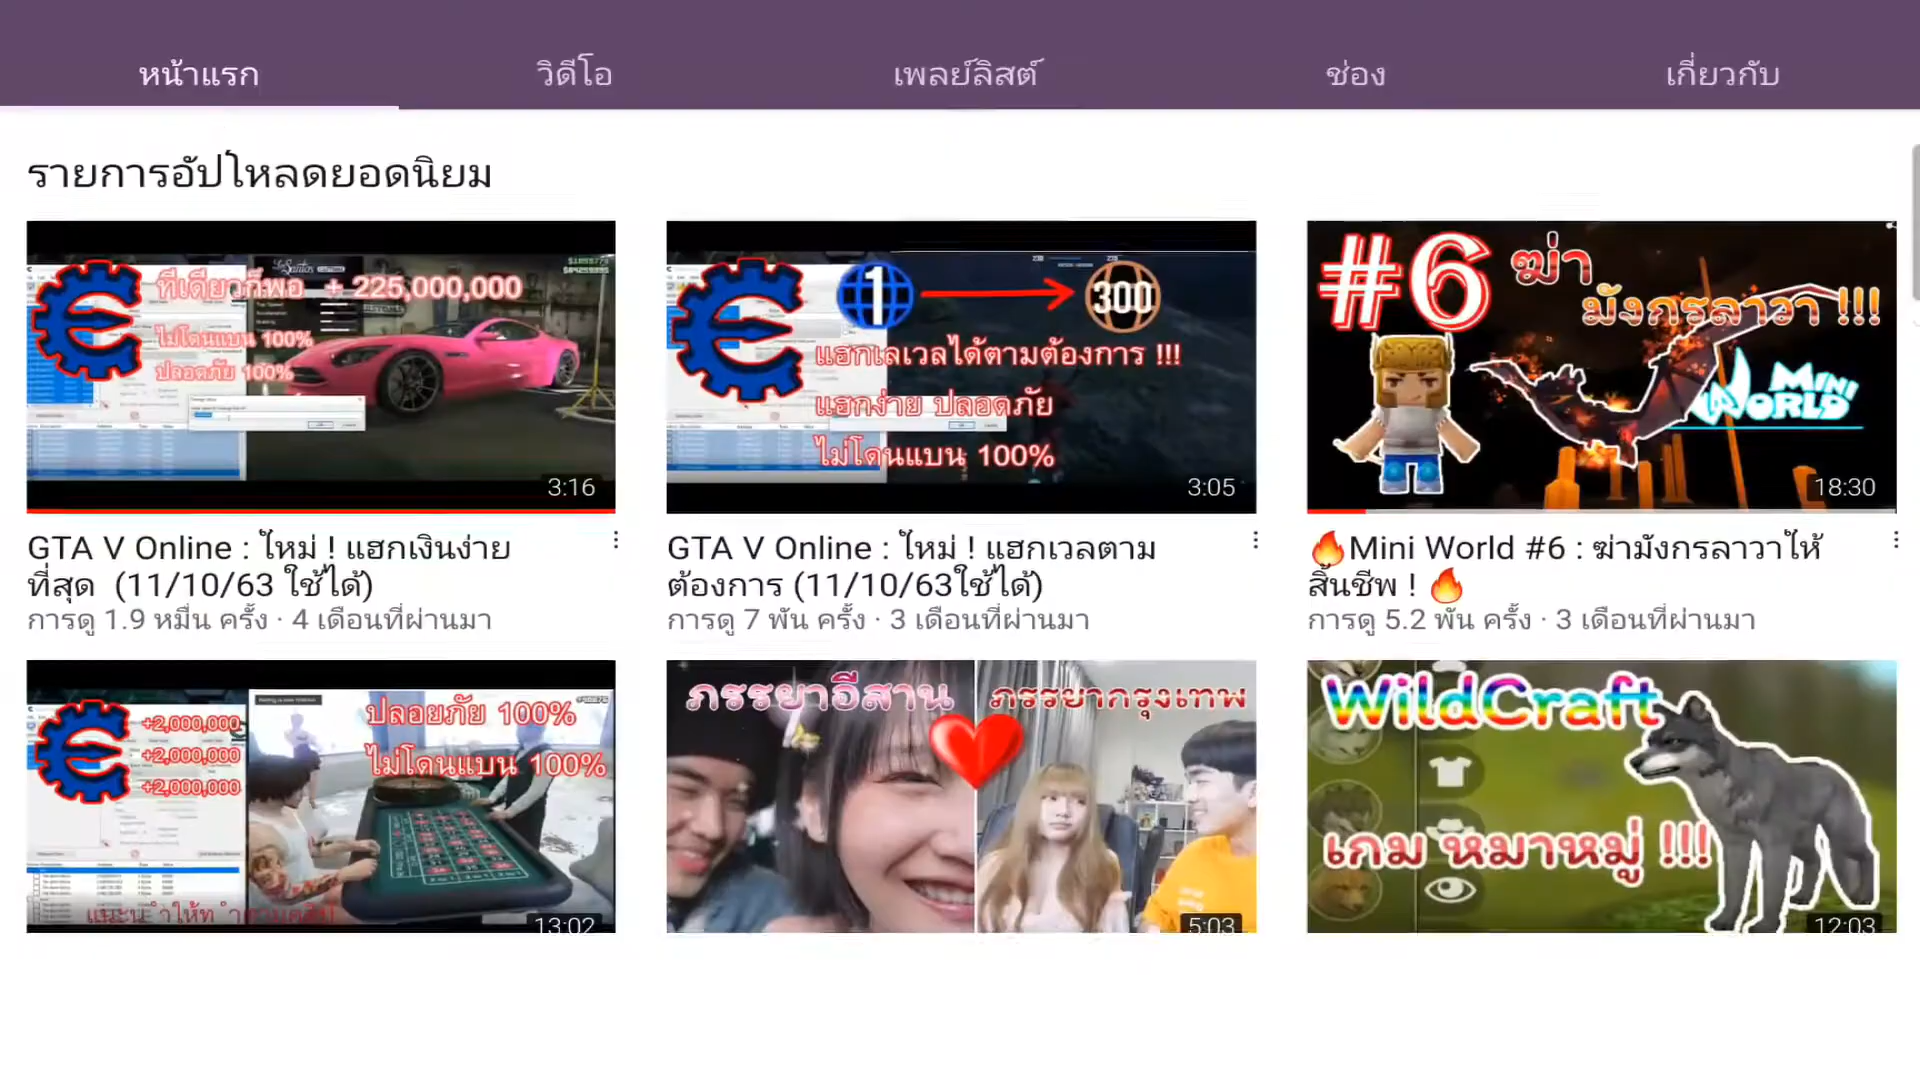 หน้าแรก
วิดีโอ
เพลย์ลิสต์
ช่อง
เกี่ยวกับ
รายการอัปโหลดยอดนิยม
ทีเดียวก็พอ + 225,000,000
ไม่โดนแบน 100%
ปลอดภัย 100%
3:16
1
300
แฮกเลเวลได้ตามต้องการ !!!
แฮกง่าย ปลอดภัย
ไม่โดนแบน 100%
3:05
#6 ฆ่า
มังกรลาวา !!!
MINI
WORLD
18:30
GTA V Online : ใหม่ ! แฮกเงินง่าย
ที่สุด (11/10/63 ใช้ได้)
การดู 1.9 หมื่น ครั้ง · 4 เดือนที่ผ่านมา
GTA V Online : ใหม่ ! แฮกเวลตาม
ต้องการ (11/10/63ใช้ได้)
การดู 7 พัน ครั้ง · 3 เดือนที่ผ่านมา
🔥Mini World #6 : ฆ่ามังกรลาวาให้
สิ้นชีพ ! 🔥
การดู 5.2 พัน ครั้ง · 3 เดือนที่ผ่านมา
+2,000,000
+2,000,000
+2,000,000
ปลอยภัย 100%
ไม่โดนแบน 100%
13:02
ภรรยาอีสาน
ภรรยากรุงเทพ
5:03
WildCraft
เกม หมาหมู่ !!!
12:03